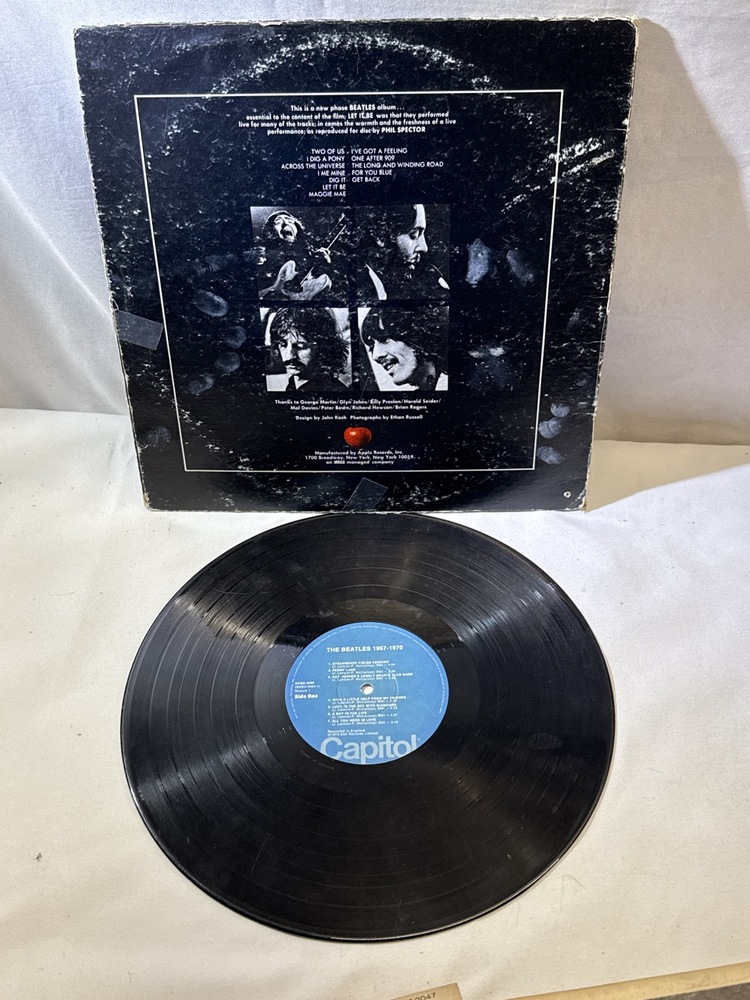 This is a new phase BEATLES album...
essential to the content of the film, LET IT BE was that they performed
live for many of the tracks; in comes the warmth and the freshness of a live
performance; as reproduced for disc by PHIL SPECTOR
TWO OF US I'VE GOT A FEELING
I DIG A PONY ONE AFTER 909
ACROSS THE UNIVERSE THE LONG AND WINDING ROAD
I ME MINE FOR YOU BLUE
DIG IT GET BACK
LET IT BE
MAGGIE MAE
Thanks to George Martin/Glyn Johns/Billy Preston/Harold Seider/
Mal Davies/Peter Bown/Richard Hewson/Brian Rogers
Design by John Kosh Photographs by Ethan Russell
Manufactured by Apple Records, Inc.
1700 Broadway, New York, New York 10019
an abkco managed company
THE BEATLES 1967-1970
1. STRAWBERRY FIELDS FOREVER
2. PENNY LANE
3. SGT. PEPPER'S LONELY HEARTS CLUB BAND
Record 1
Side One
4. WITH A LITTLE HELP FROM MY FRIENDS
5. LUCY IN THE SKY WITH DIAMONDS
6. A DAY IN THE LIFE
7. ALL YOU NEED IS LOVE
Recorded in England
Capitol